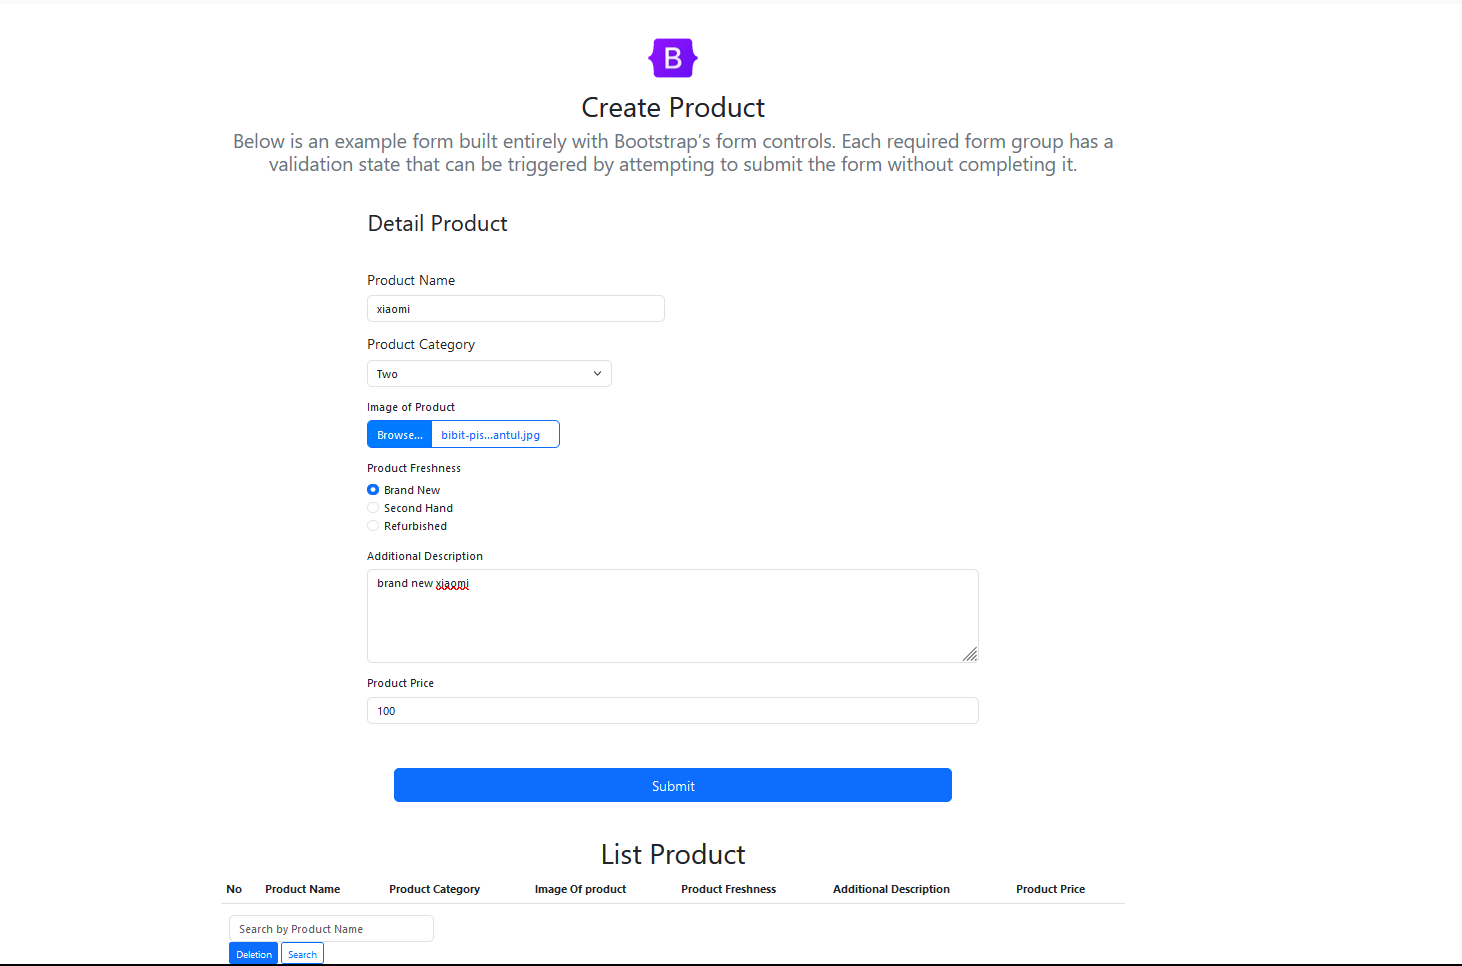 B
Create Product
Below is an example form built entirely with Bootstrap’s form controls. Each required form group has a
validation state that can be triggered by attempting to submit the form without completing it.
Detail Product
Product Name
xiaomi
Product Category
Two
Image of Product
Browse... bibit-pis...antul.jpg
Product Freshness
Brand New
Second Hand
Refurbished
Additional Description
brand new xiaomi
Product Price
100
Submit
List Product
No Product Name Product Category Image Of product Product Freshness Additional Description Product Price
Search by Product Name
Deletion Search